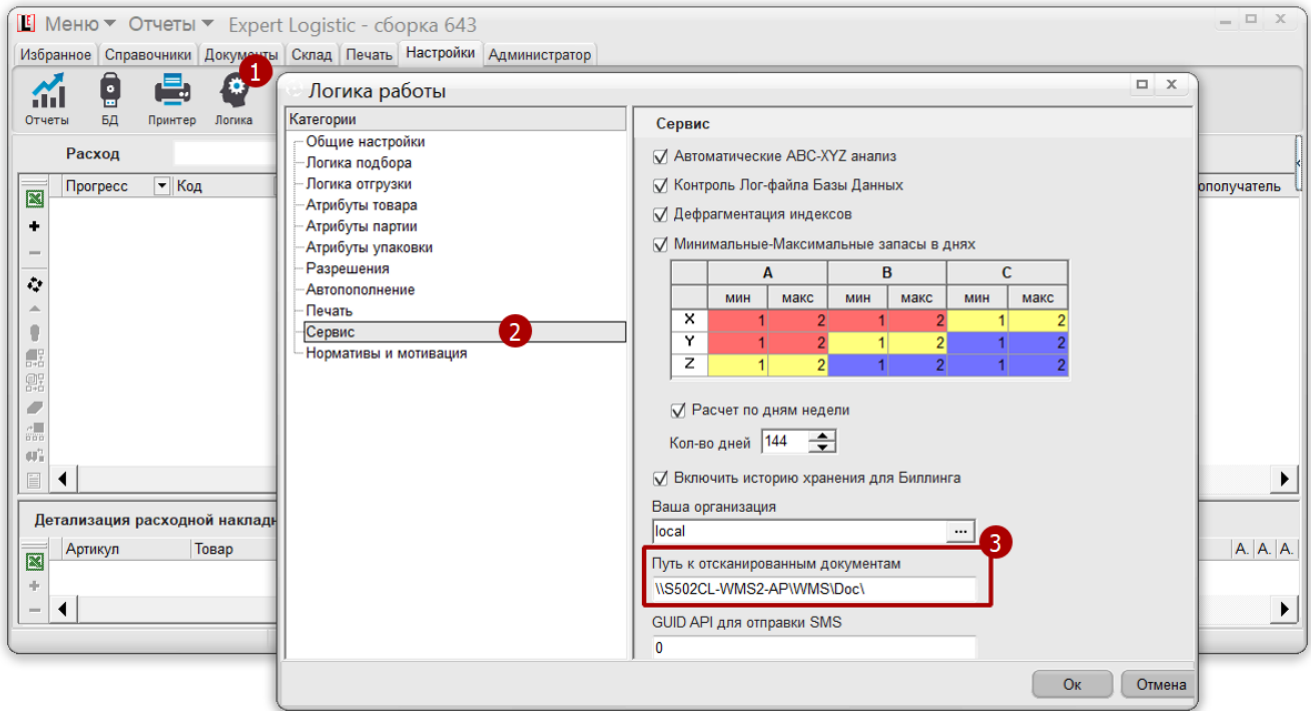 LE Меню Отчеты Expert Logistic - сборка 643
Избранное Справочники Документы Склад Печать Настройки Администратор
1
Отчеты БД Принтер Логика
Расход
Прогресс Код
ополучатель
Детализация расходной наклад
Артикул Товар
А. А. А.
Логика работы
Категории
Общие настройки
Логика подбора
Логика отгрузки
Атрибуты товара
Атрибуты партии
Атрибуты упаковки
Разрешения
Автопополнение
Печать
Сервис 2
Нормативы и мотивация
Сервис
Автоматические ABC-XYZ анализ
Контроль Лог-файла Базы Данных
Дефрагментация индексов
Минимальные-Максимальные запасы в днях
A B C
мин макс мин макс мин макс
X 1 2 1 2 1 2
Y 1 2 1 2 1 2
Z 1 2 1 2 1 2
Расчет по дням недели
Кол-во дней 144
Включить историю хранения для Биллинга
Ваша организация
local ...
3
Путь к отсканированным документам
\\S502CL-WMS2-AP\WMS\Doc\
GUID API для отправки SMS
0
Ок Отмена